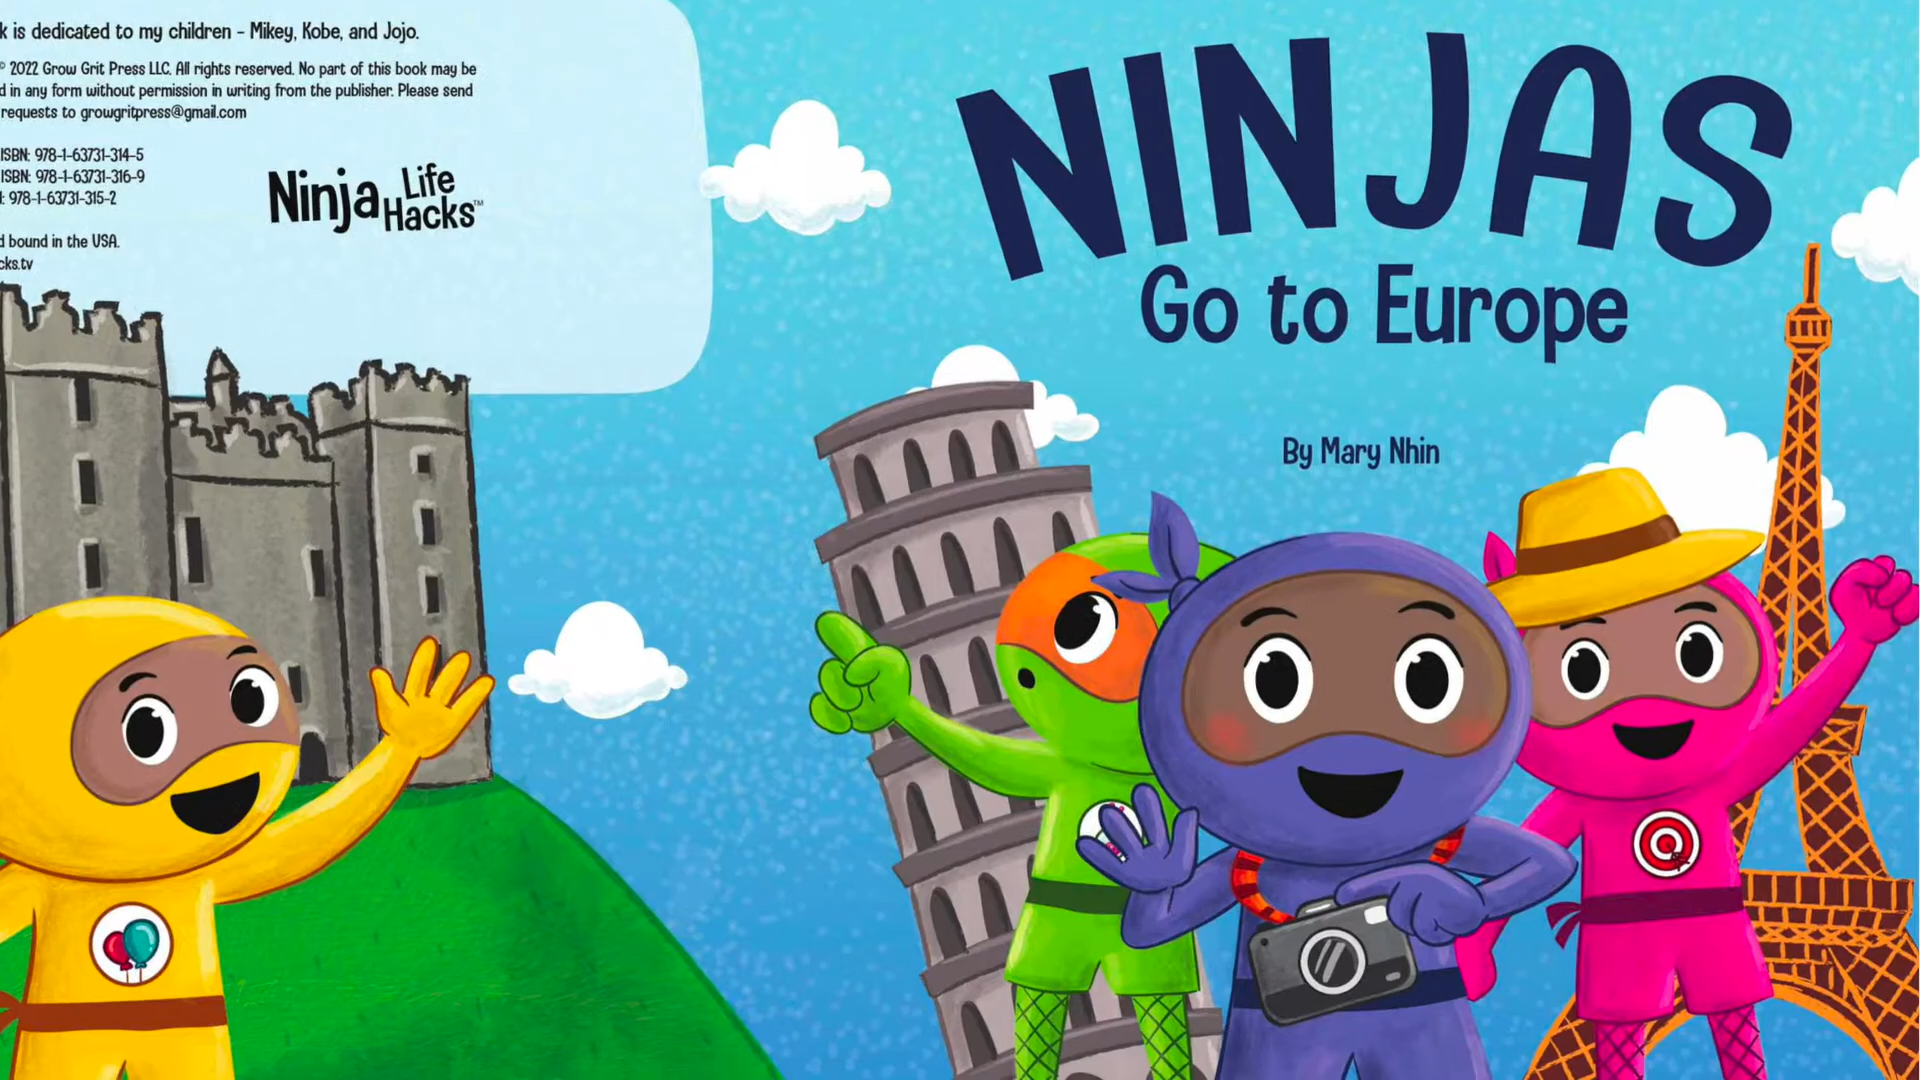 k is dedicated to my children - Mikey, Kobe, and Jojo.
© 2022 Grow Grit Press LLC. All rights reserved. No part of this book may be
d in any form without permission in writing from the publisher. Please send
requests to growgritpress@gmail.com
ISBN: 978-1-63731-314-5
ISBN: 978-1-63731-316-9
: 978-1-63731-315-2
Ninja Life Hacks™
d bound in the USA.
cks.tv
NINJAS
Go to Europe
By Mary Nhin